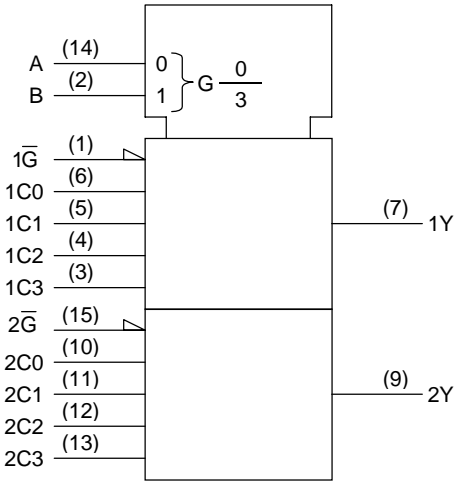 A (14) 0
B (2) 1
G 0/3
1G̅ (1)
1C0 (6)
1C1 (5)
1C2 (4)
1C3 (3)
(7) 1Y
2G̅ (15)
2C0 (10)
2C1 (11)
2C2 (12)
2C3 (13)
(9) 2Y